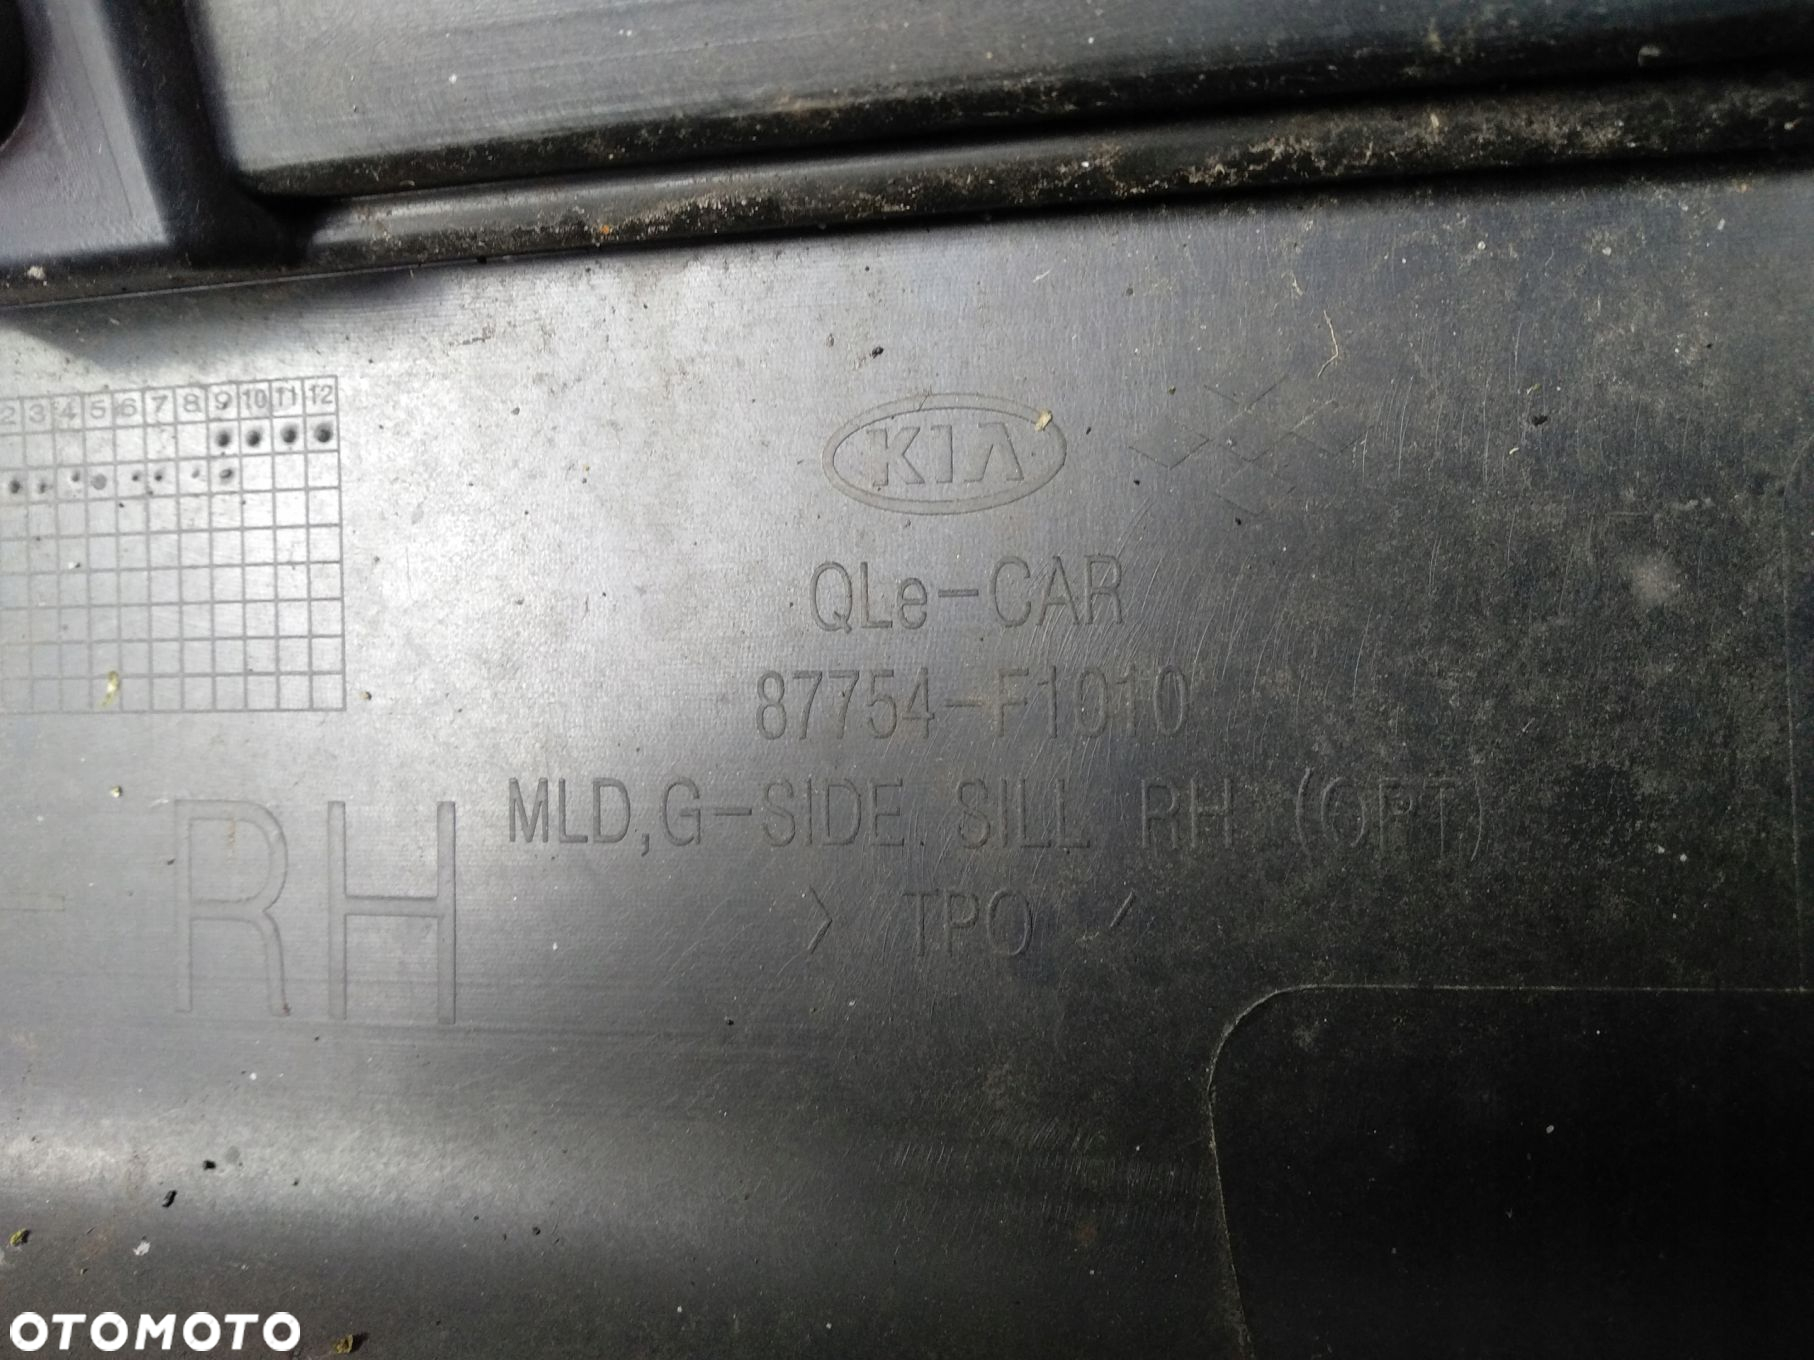 2 3 4 5 6 7 8 9 10 11 12
KIA
QLe-CAR
87754-F1010
MLD,G-SIDE SILL RH (OPT)
RH
> TPO <
OTOMOTO